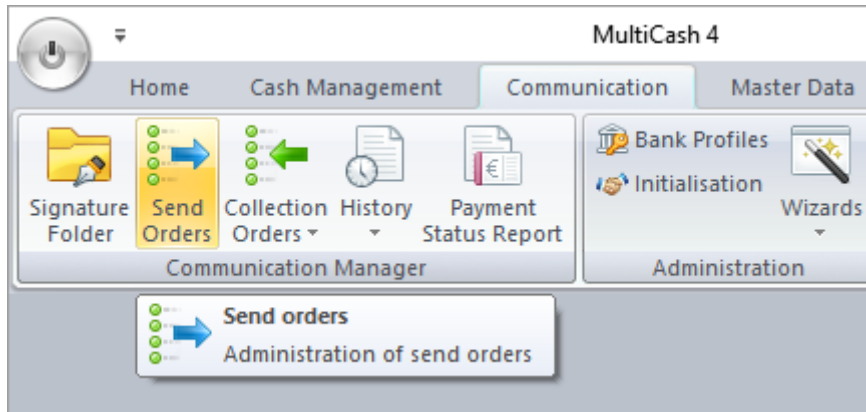 MultiCash 4
Home Cash Management Communication Master Data
Signature Folder
Send Orders
Collection Orders
History
Payment Status Report
Communication Manager
Bank Profiles
Initialisation
Wizards
Administration
Send orders
Administration of send orders